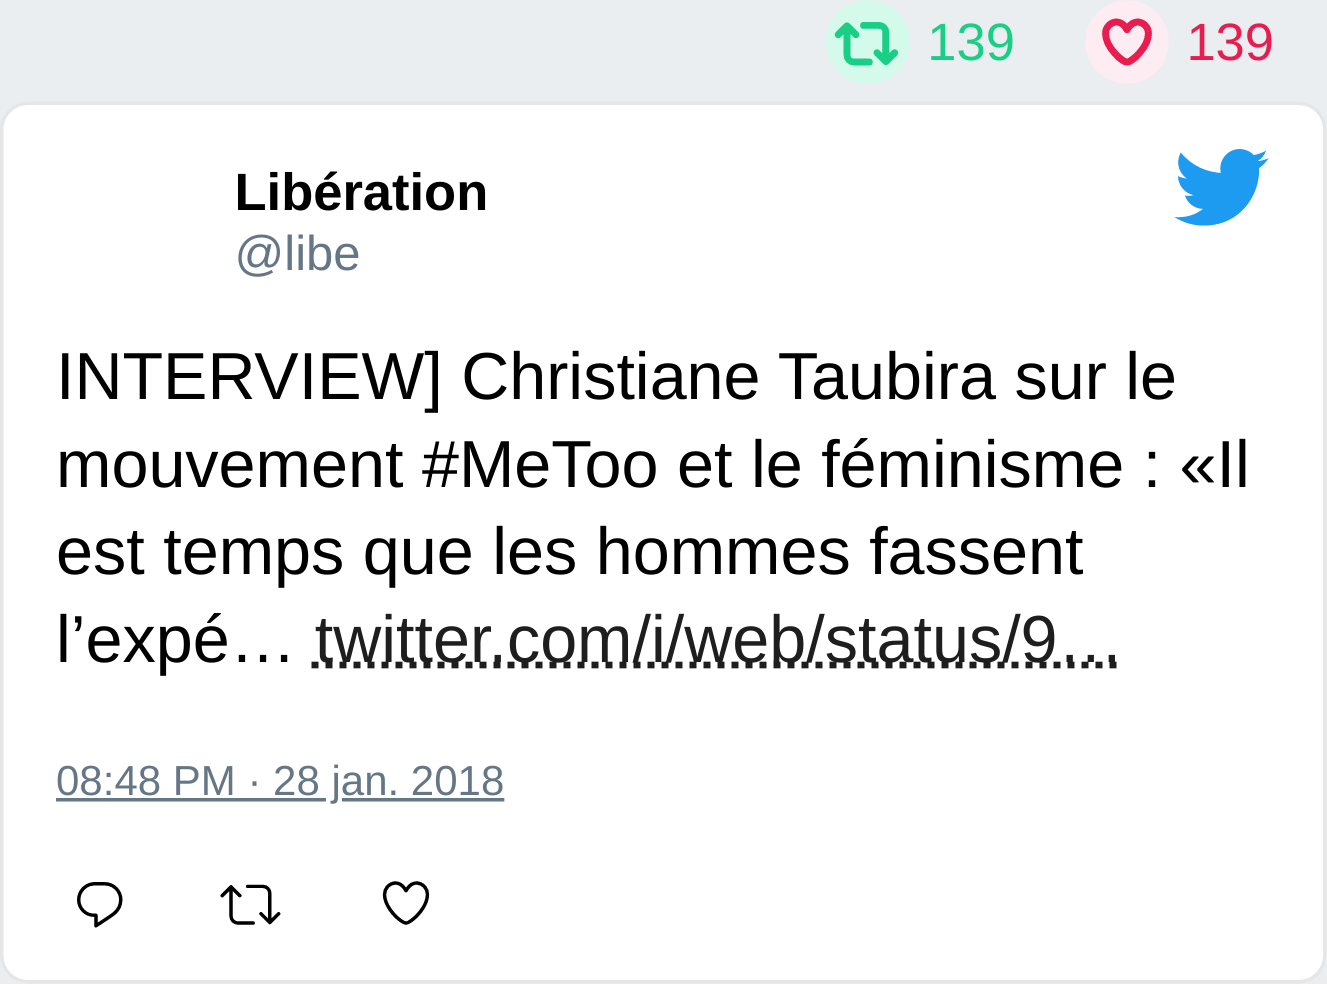 139 139
Libération
@libe
INTERVIEW] Christiane Taubira sur le
mouvement #MeToo et le féminisme : «Il
est temps que les hommes fassent
l’expé… twitter.com/i/web/status/9…
08:48 PM · 28 jan. 2018